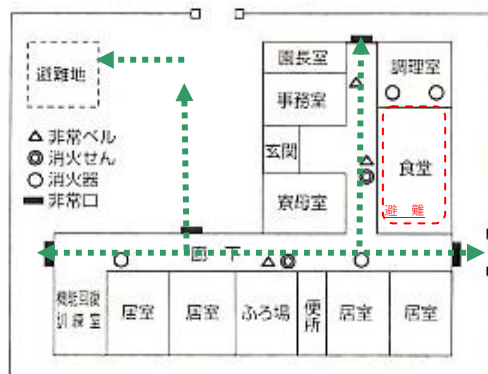 避難地
園長室
調理室
事務室
△ 非常ベル
◎ 消火せん
○ 消火器
非常口
玄関
食堂
寮母室
避 難
廊 下
機能回復
訓練室
居室
居室
ふろ場
便所
居室
居室